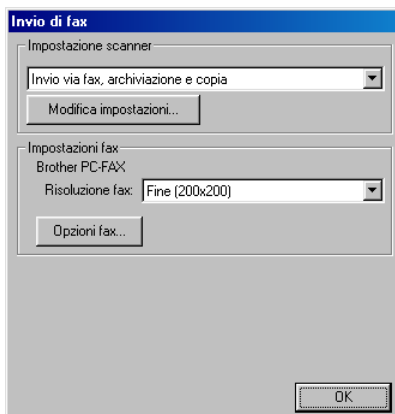 Invio di fax
Impostazione scanner
Invio via fax, archiviazione e copia
Modifica impostazioni...
Impostazioni fax
Brother PC-FAX
Risoluzione fax: Fine (200x200)
Opzioni fax...
OK